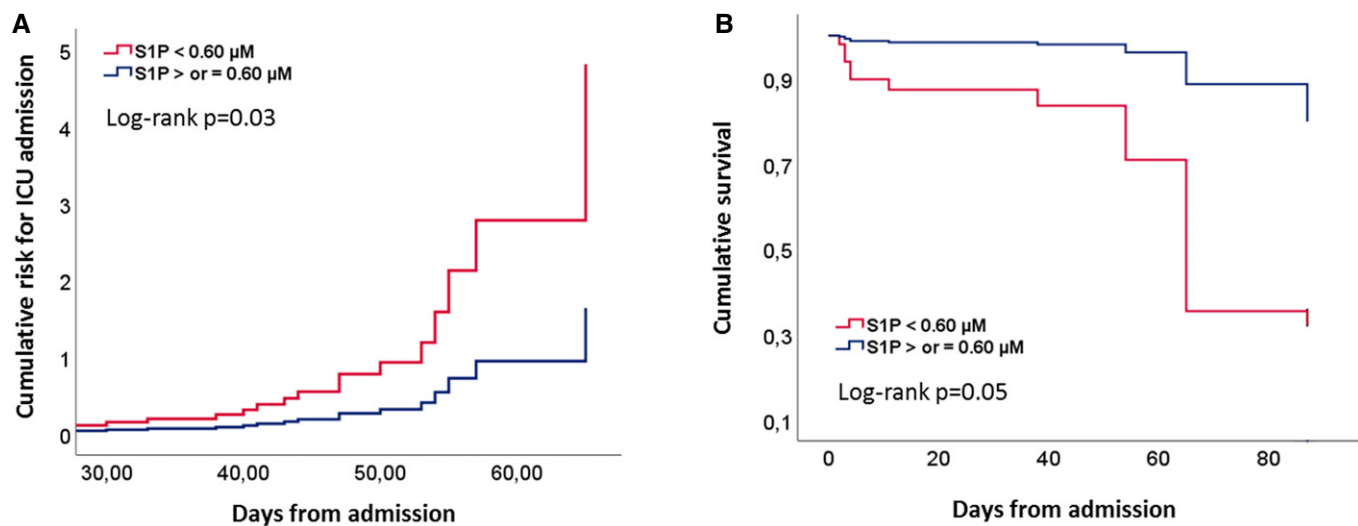 A
Cumulative risk for ICU admission
5
4
3
2
1
0
S1P < 0.60 µM
S1P > or = 0.60 µM
Log-rank p=0.03
30,00 40,00 50,00 60,00
Days from admission
B
Cumulative survival
0,9
0,7
0,5
0,3
0,1
S1P < 0.60 µM
S1P > or = 0.60 µM
Log-rank p=0.05
0 20 40 60 80
Days from admission